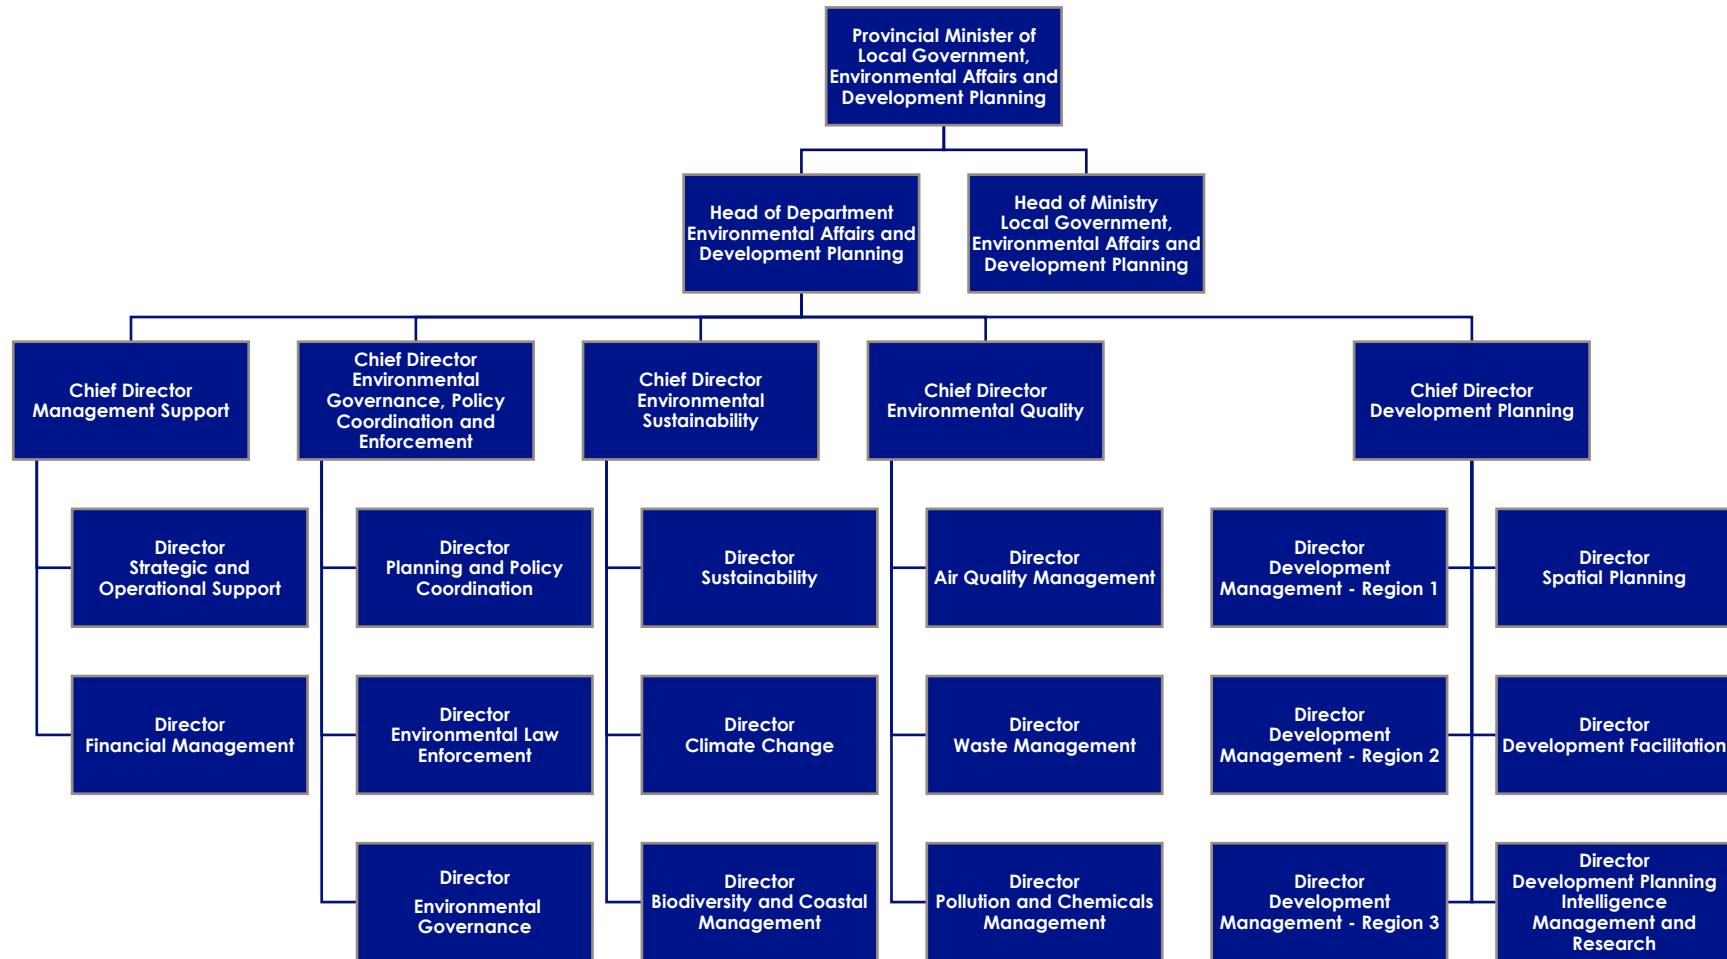 Provincial Minister of
Local Government,
Environmental Affairs and
Development Planning
Head of Department
Environmental Affairs and
Development Planning
Head of Ministry
Local Government,
Environmental Affairs and
Development Planning
Chief Director
Management Support
Chief Director
Environmental
Governance, Policy
Coordination and
Enforcement
Chief Director
Environmental
Sustainability
Chief Director
Environmental Quality
Chief Director
Development Planning
Director
Strategic and
Operational Support
Director
Planning and Policy
Coordination
Director
Sustainability
Director
Air Quality Management
Director
Development
Management - Region 1
Director
Spatial Planning
Director
Financial Management
Director
Environmental Law
Enforcement
Director
Climate Change
Director
Waste Management
Director
Development
Management - Region 2
Director
Development Facilitation
Director
Environmental
Governance
Director
Biodiversity and Coastal
Management
Director
Pollution and Chemicals
Management
Director
Development
Management - Region 3
Director
Development Planning
Intelligence
Management and
Research